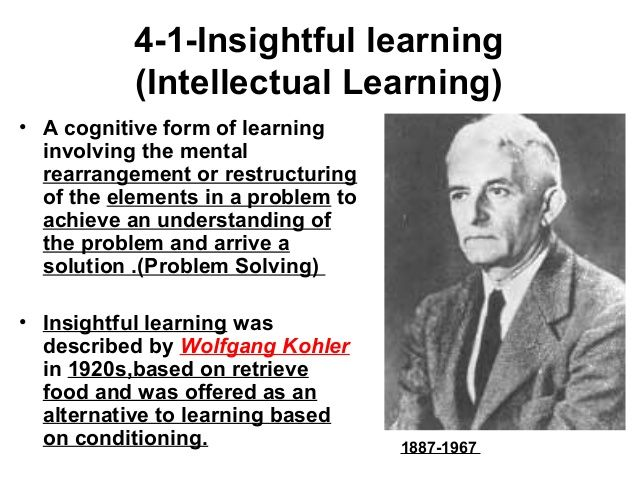 4-1-Insightful learning
(Intellectual Learning)
• A cognitive form of learning
involving the mental
rearrangement or restructuring
of the elements in a problem to
achieve an understanding of
the problem and arrive a
solution .(Problem Solving)
• Insightful learning was
described by Wolfgang Kohler
in 1920s,based on retrieve
food and was offered as an
alternative to learning based
on conditioning.
1887-1967